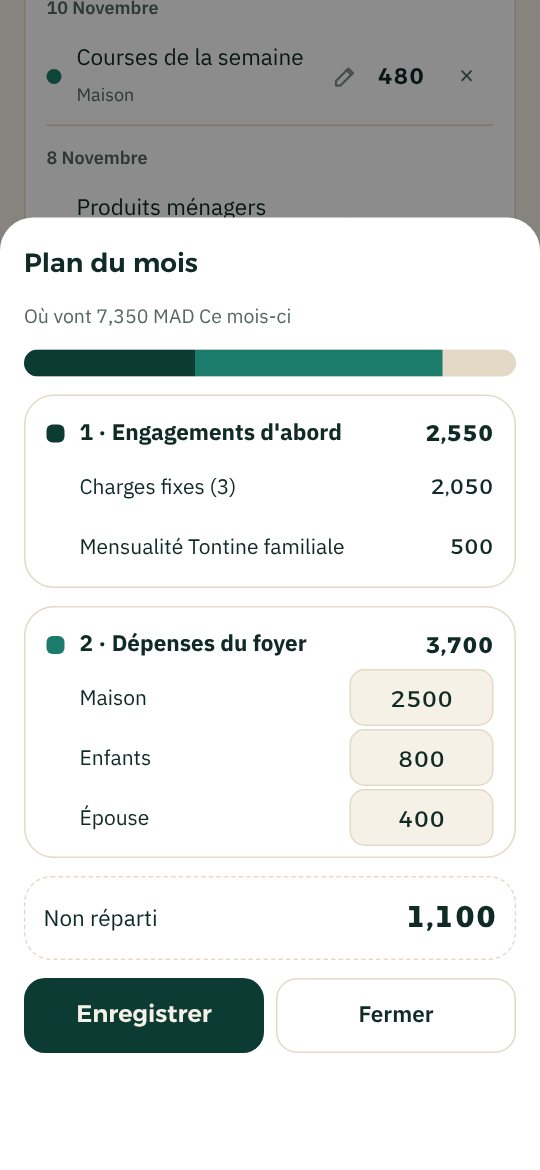 10 Novembre
Courses de la semaine
480
×
Maison
8 Novembre
Produits ménagers
Plan du mois
Où vont 7,350 MAD Ce mois-ci
1 · Engagements d'abord 2,550
Charges fixes (3) 2,050
Mensualité Tontine familiale 500
2 · Dépenses du foyer 3,700
Maison 2500
Enfants 800
Épouse 400
Non réparti 1,100
Enregistrer
Fermer